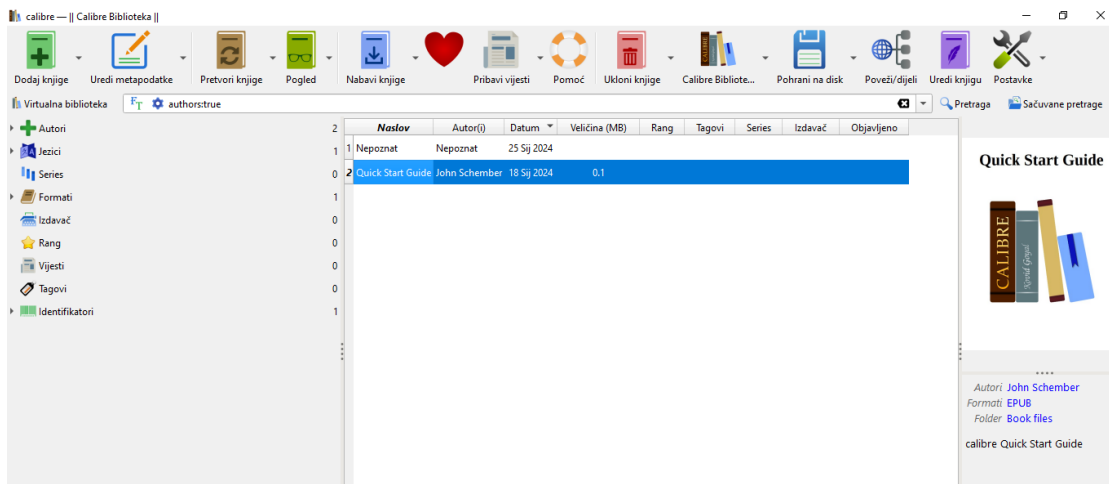 calibre — || Calibre Biblioteka ||
Dodaj knjige Uredi metapodatke Pretvori knjige Pogled Nabavi knjige Pribavi vijesti Pomoć Ukloni knjige Calibre Bibliote... Pohrani na disk Poveži/dijeli Uredi knjigu Postavke
Virtualna biblioteka FT authors:true Pretraga Sačuvane pretrage
Autori 2
Jezici 1
Series 0
Formati 1
Izdavač 0
Rang 0
Vijesti 0
Tagovi 0
Identifikatori 1
Naslov Autor(i) Datum Veličina (MB) Rang Tagovi Series Izdavač Objavljeno
1 Nepoznat Nepoznat 25 Sij 2024
2 Quick Start Guide John Schember 18 Sij 2024 0.1
Quick Start Guide
CALIBRE
Kovid Goyal
Autori John Schember
Formati EPUB
Folder Book files
calibre Quick Start Guide